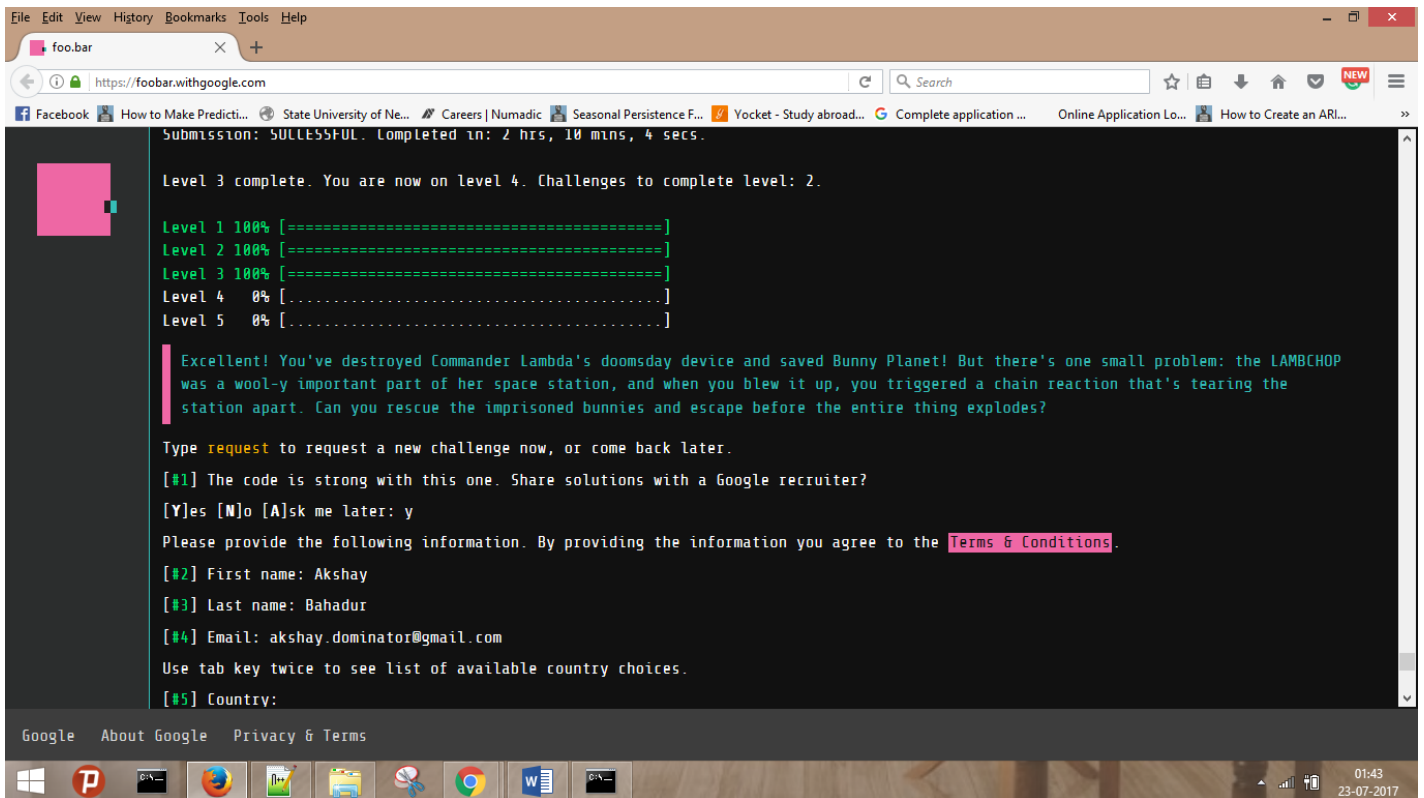 File Edit View History Bookmarks Tools Help
foo.bar
https://foobar.withgoogle.com
Search
NEW
Facebook How to Make Predicti... State University of Ne... Careers | Numadic Seasonal Persistence F... Yocket - Study abroad... Complete application ... Online Application Lo... How to Create an ARI... »
Submission: SUCCESSFUL. Completed in: 2 hrs, 10 mins, 4 secs.
Level 3 complete. You are now on level 4. Challenges to complete level: 2.
Level 1 100% [==========================================]
Level 2 100% [==========================================]
Level 3 100% [==========================================]
Level 4 0% [..........................................]
Level 5 0% [..........................................]
Excellent! You've destroyed Commander Lambda's doomsday device and saved Bunny Planet! But there's one small problem: the LAMBCHOP
was a wool-y important part of her space station, and when you blew it up, you triggered a chain reaction that's tearing the
station apart. Can you rescue the imprisoned bunnies and escape before the entire thing explodes?
Type request to request a new challenge now, or come back later.
[#1] The code is strong with this one. Share solutions with a Google recruiter?
[Y]es [N]o [A]sk me later: y
Please provide the following information. By providing the information you agree to the Terms & Conditions.
[#2] First name: Akshay
[#3] Last name: Bahadur
[#4] Email: akshay.dominator@gmail.com
Use tab key twice to see list of available country choices.
[#5] Country:
Google About Google Privacy & Terms
01:43
23-07-2017